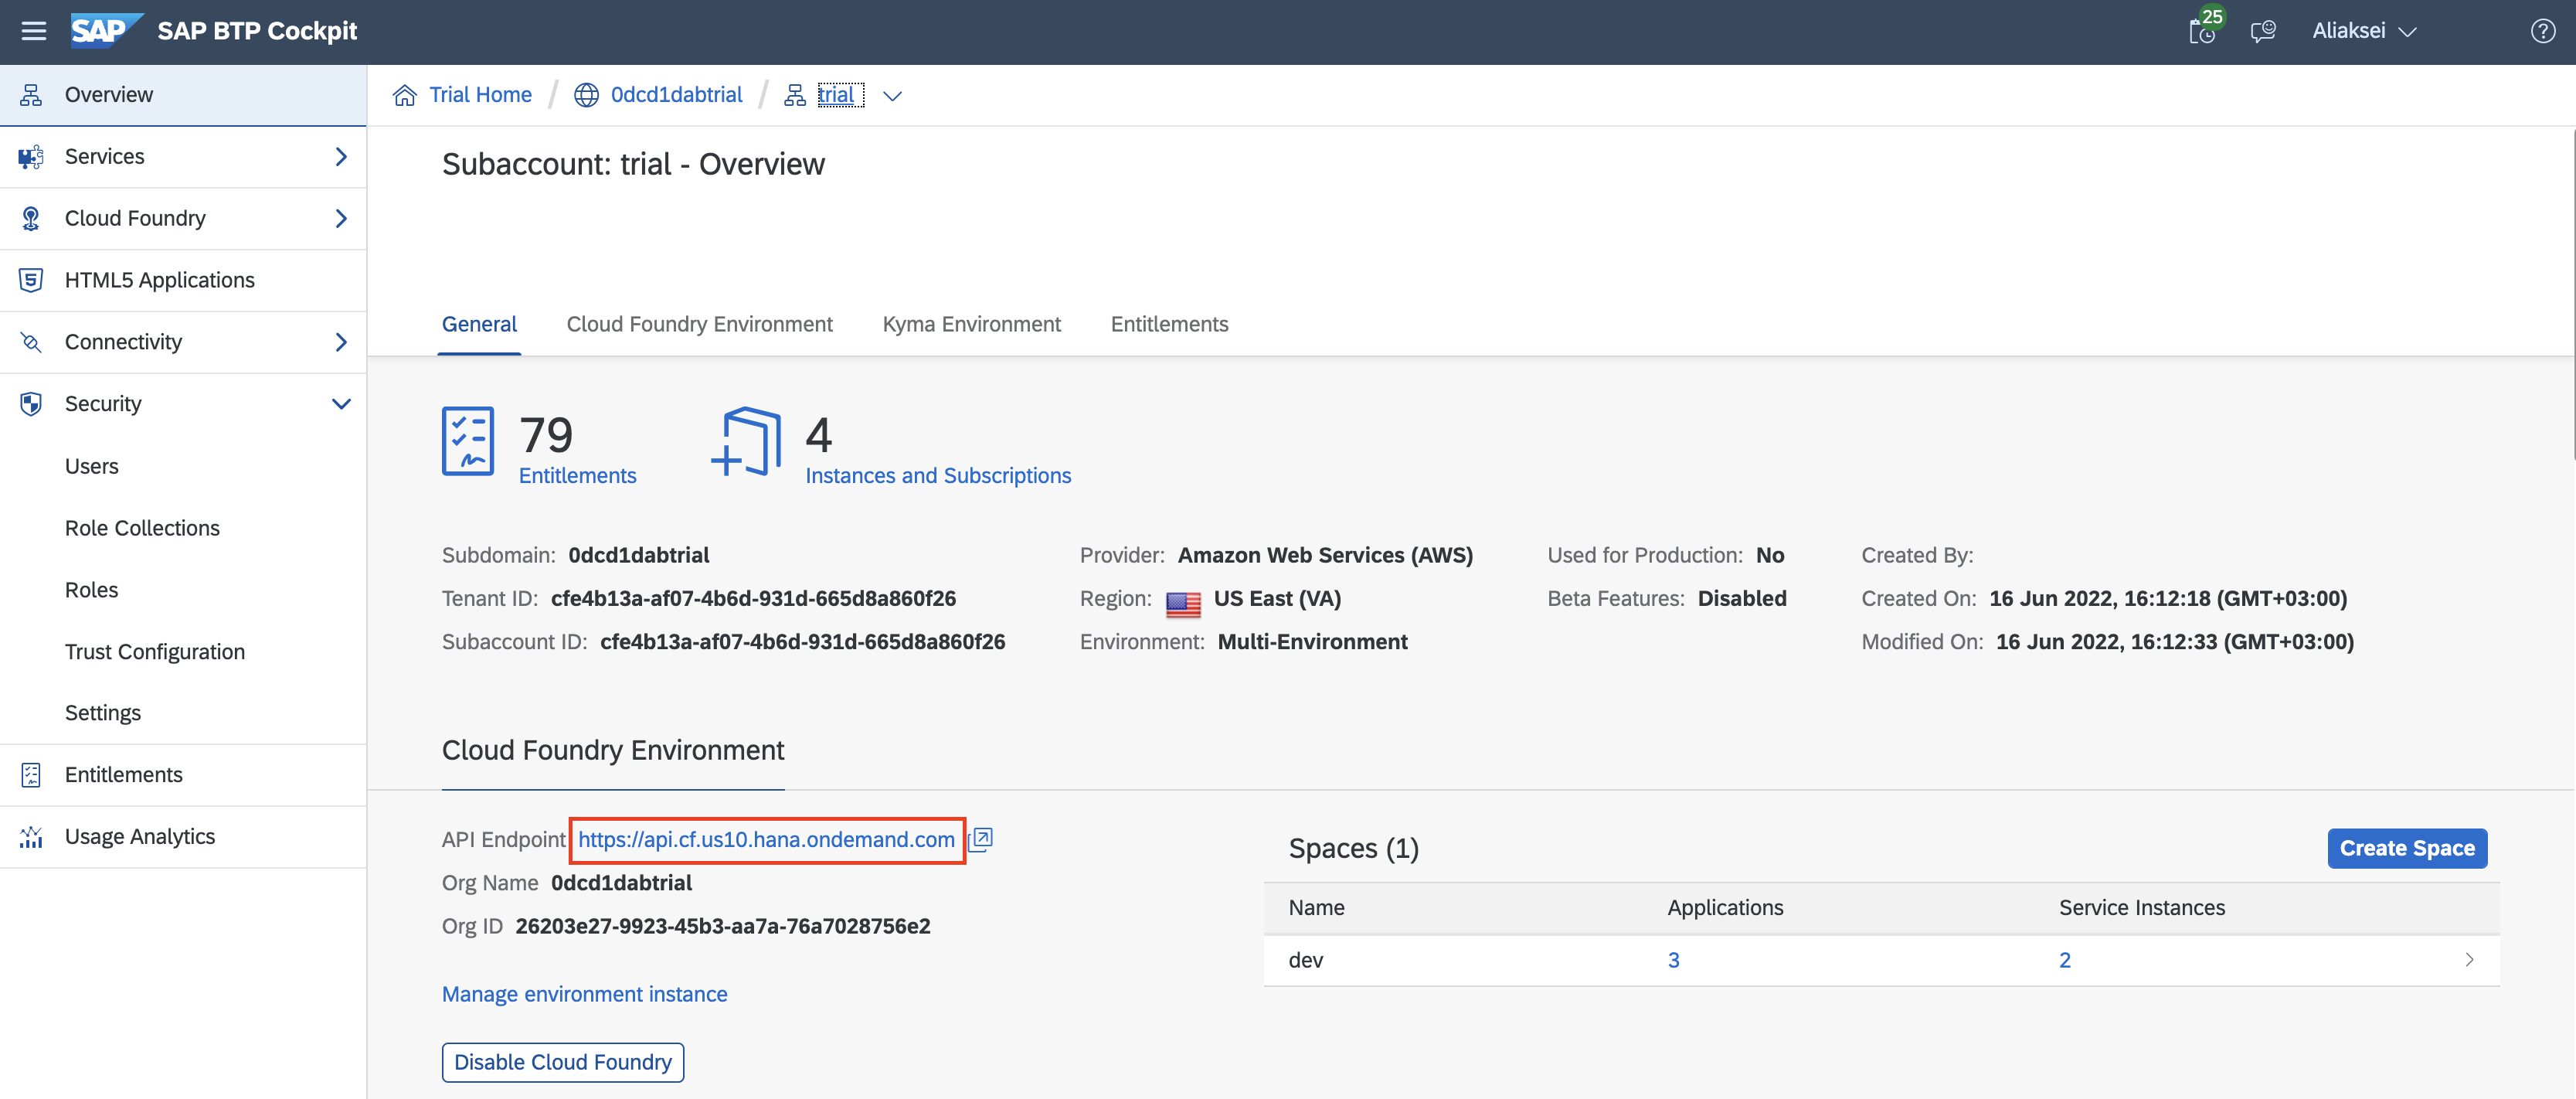 SAP SAP BTP Cockpit 25 Aliaksei
Overview
Services
Cloud Foundry
HTML5 Applications
Connectivity
Security
Users
Role Collections
Roles
Trust Configuration
Settings
Entitlements
Usage Analytics
Trial Home / 0dcd1dabtrial / trial
Subaccount: trial - Overview
General Cloud Foundry Environment Kyma Environment Entitlements
79 Entitlements
4 Instances and Subscriptions
Subdomain: 0dcd1dabtrial
Tenant ID: cfe4b13a-af07-4b6d-931d-665d8a860f26
Subaccount ID: cfe4b13a-af07-4b6d-931d-665d8a860f26
Provider: Amazon Web Services (AWS)
Region: US East (VA)
Environment: Multi-Environment
Used for Production: No
Beta Features: Disabled
Created By:
Created On: 16 Jun 2022, 16:12:18 (GMT+03:00)
Modified On: 16 Jun 2022, 16:12:33 (GMT+03:00)
Cloud Foundry Environment
API Endpoint https://api.cf.us10.hana.ondemand.com
Org Name 0dcd1dabtrial
Org ID 26203e27-9923-45b3-aa7a-76a7028756e2
Manage environment instance
Disable Cloud Foundry
Spaces (1) Create Space
Name Applications Service Instances
dev 3 2